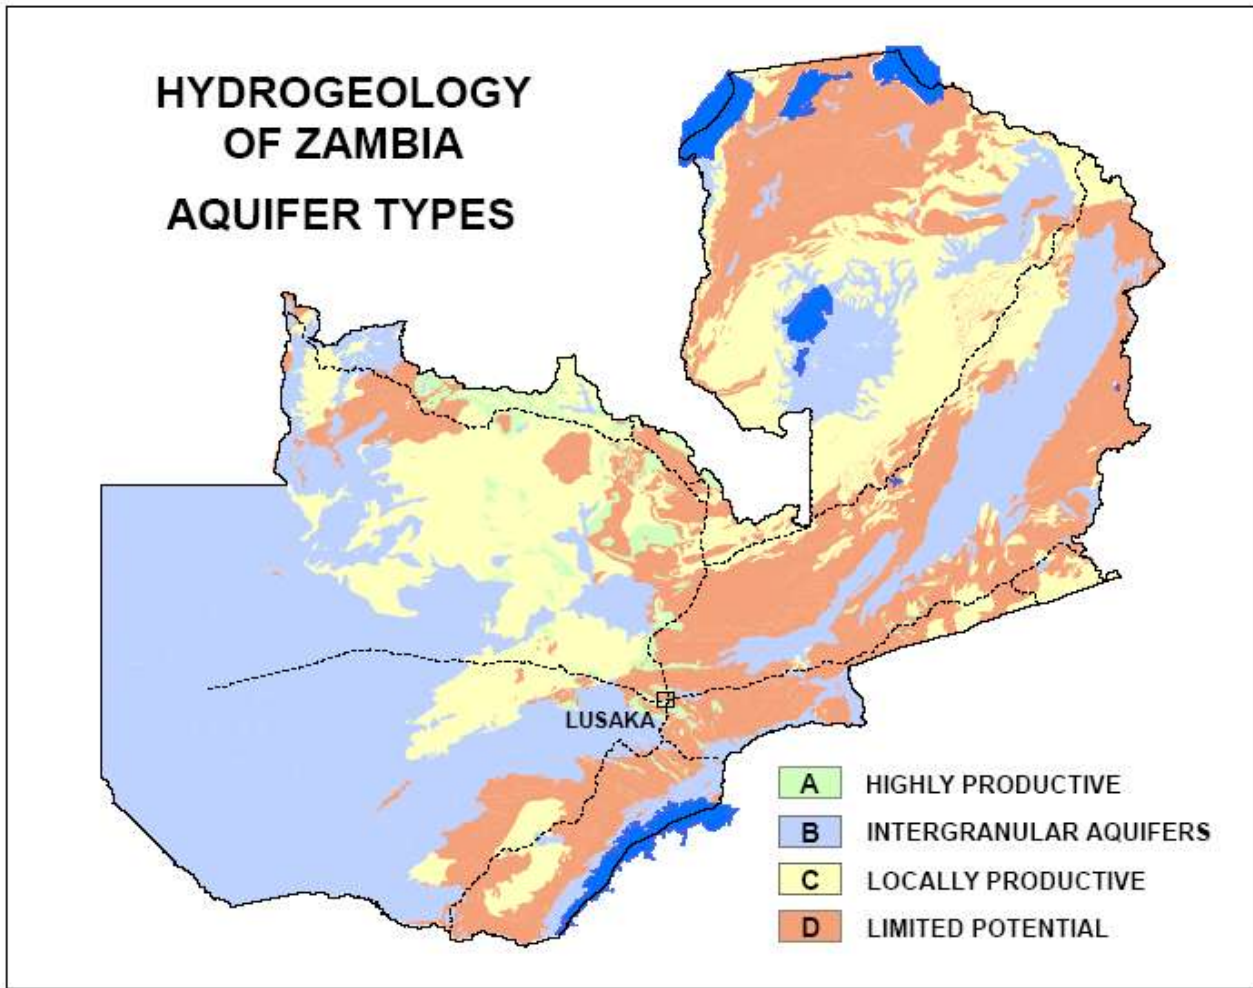 HYDROGEOLOGY
OF ZAMBIA
AQUIFER TYPES
LUSAKA
A HIGHLY PRODUCTIVE
B INTERGRANULAR AQUIFERS
C LOCALLY PRODUCTIVE
D LIMITED POTENTIAL